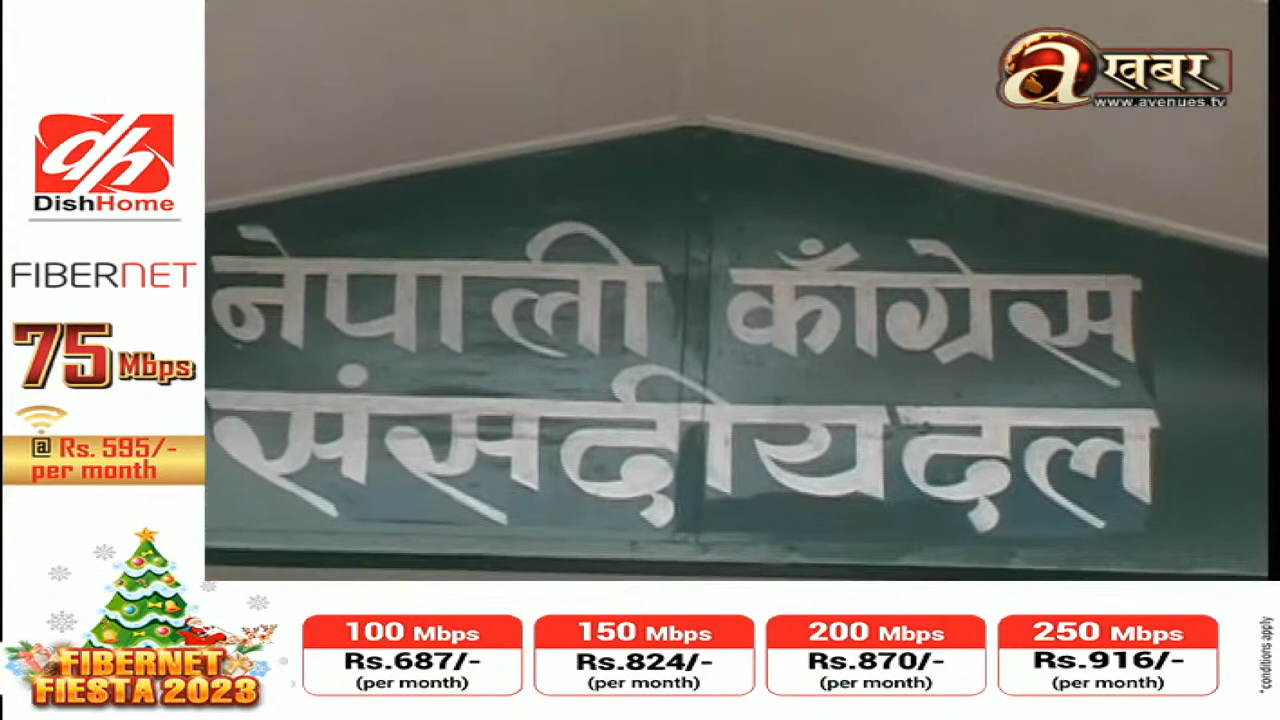 a खबर
www.avenues.tv
dh
DishHome
FIBERNET
75 Mbps
@ Rs. 595/-
per month
नेपाली काँग्रेस
संसदीयदल
FIBERNET
FIESTA 2023
100 Mbps
Rs.687/-
(per month)
150 Mbps
Rs.824/-
(per month)
200 Mbps
Rs.870/-
(per month)
250 Mbps
Rs.916/-
(per month)
*conditions apply